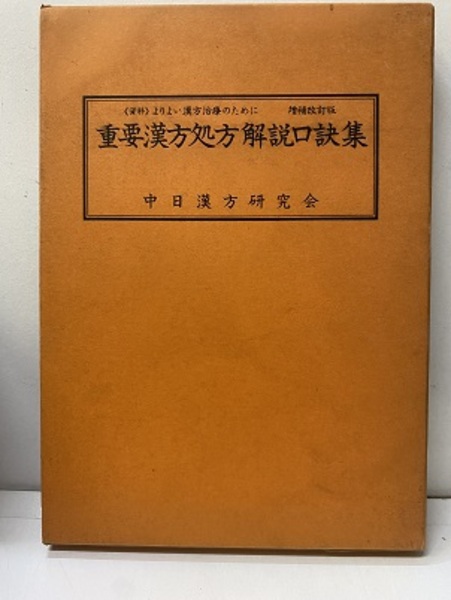 《資料》よりよい漢方治療のために 増補改訂版
重要漢方処方解説口訣集
中日漢方研究会